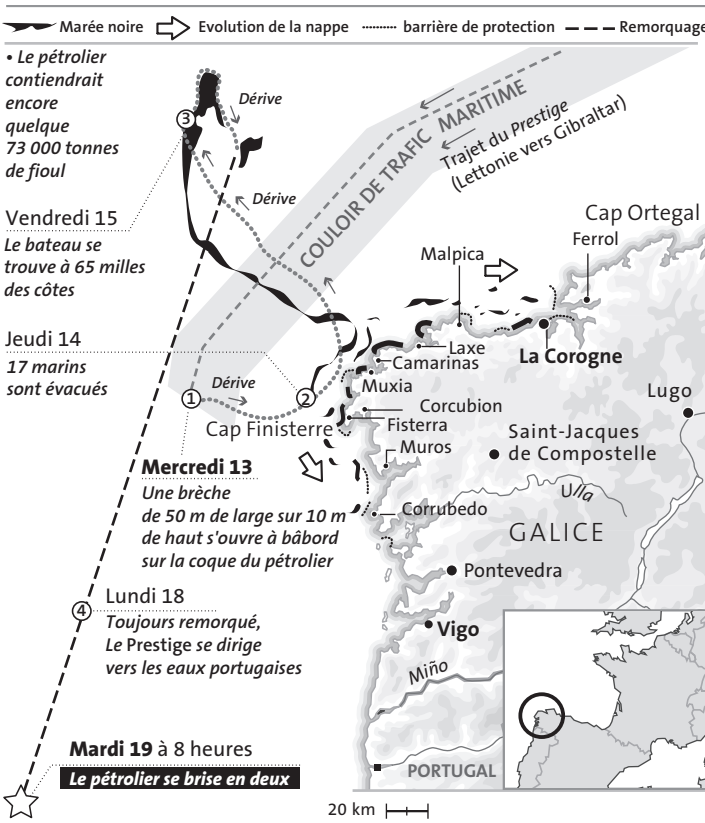 Marée noire Evolution de la nappe barrière de protection Remorquage
• Le pétrolier
contiendrait
encore
quelque
73 000 tonnes
de fioul
3
Dérive
COULOIR DE TRAFIC MARITIME
Trajet du Prestige
(Lettonie vers Gibraltar)
Vendredi 15
Le bateau se
trouve à 65 milles
des côtes
Dérive
Cap Ortegal
Ferrol
Malpica
Jeudi 14
17 marins
sont évacués
Laxe
La Corogne
Camarinas
Muxia
Lugo
1
Dérive
2
Cap Finisterre
Corcubion
Fisterra
Muros
Saint-Jacques
de Compostelle
Mercredi 13
Une brèche
de 50 m de large sur 10 m
de haut s'ouvre à bâbord
sur la coque du pétrolier
Ulla
Corrubedo
GALICE
Pontevedra
4
Lundi 18
Toujours remorqué,
Le Prestige se dirige
vers les eaux portugaises
Vigo
Miño
Mardi 19 à 8 heures
Le pétrolier se brise en deux
PORTUGAL
20 km